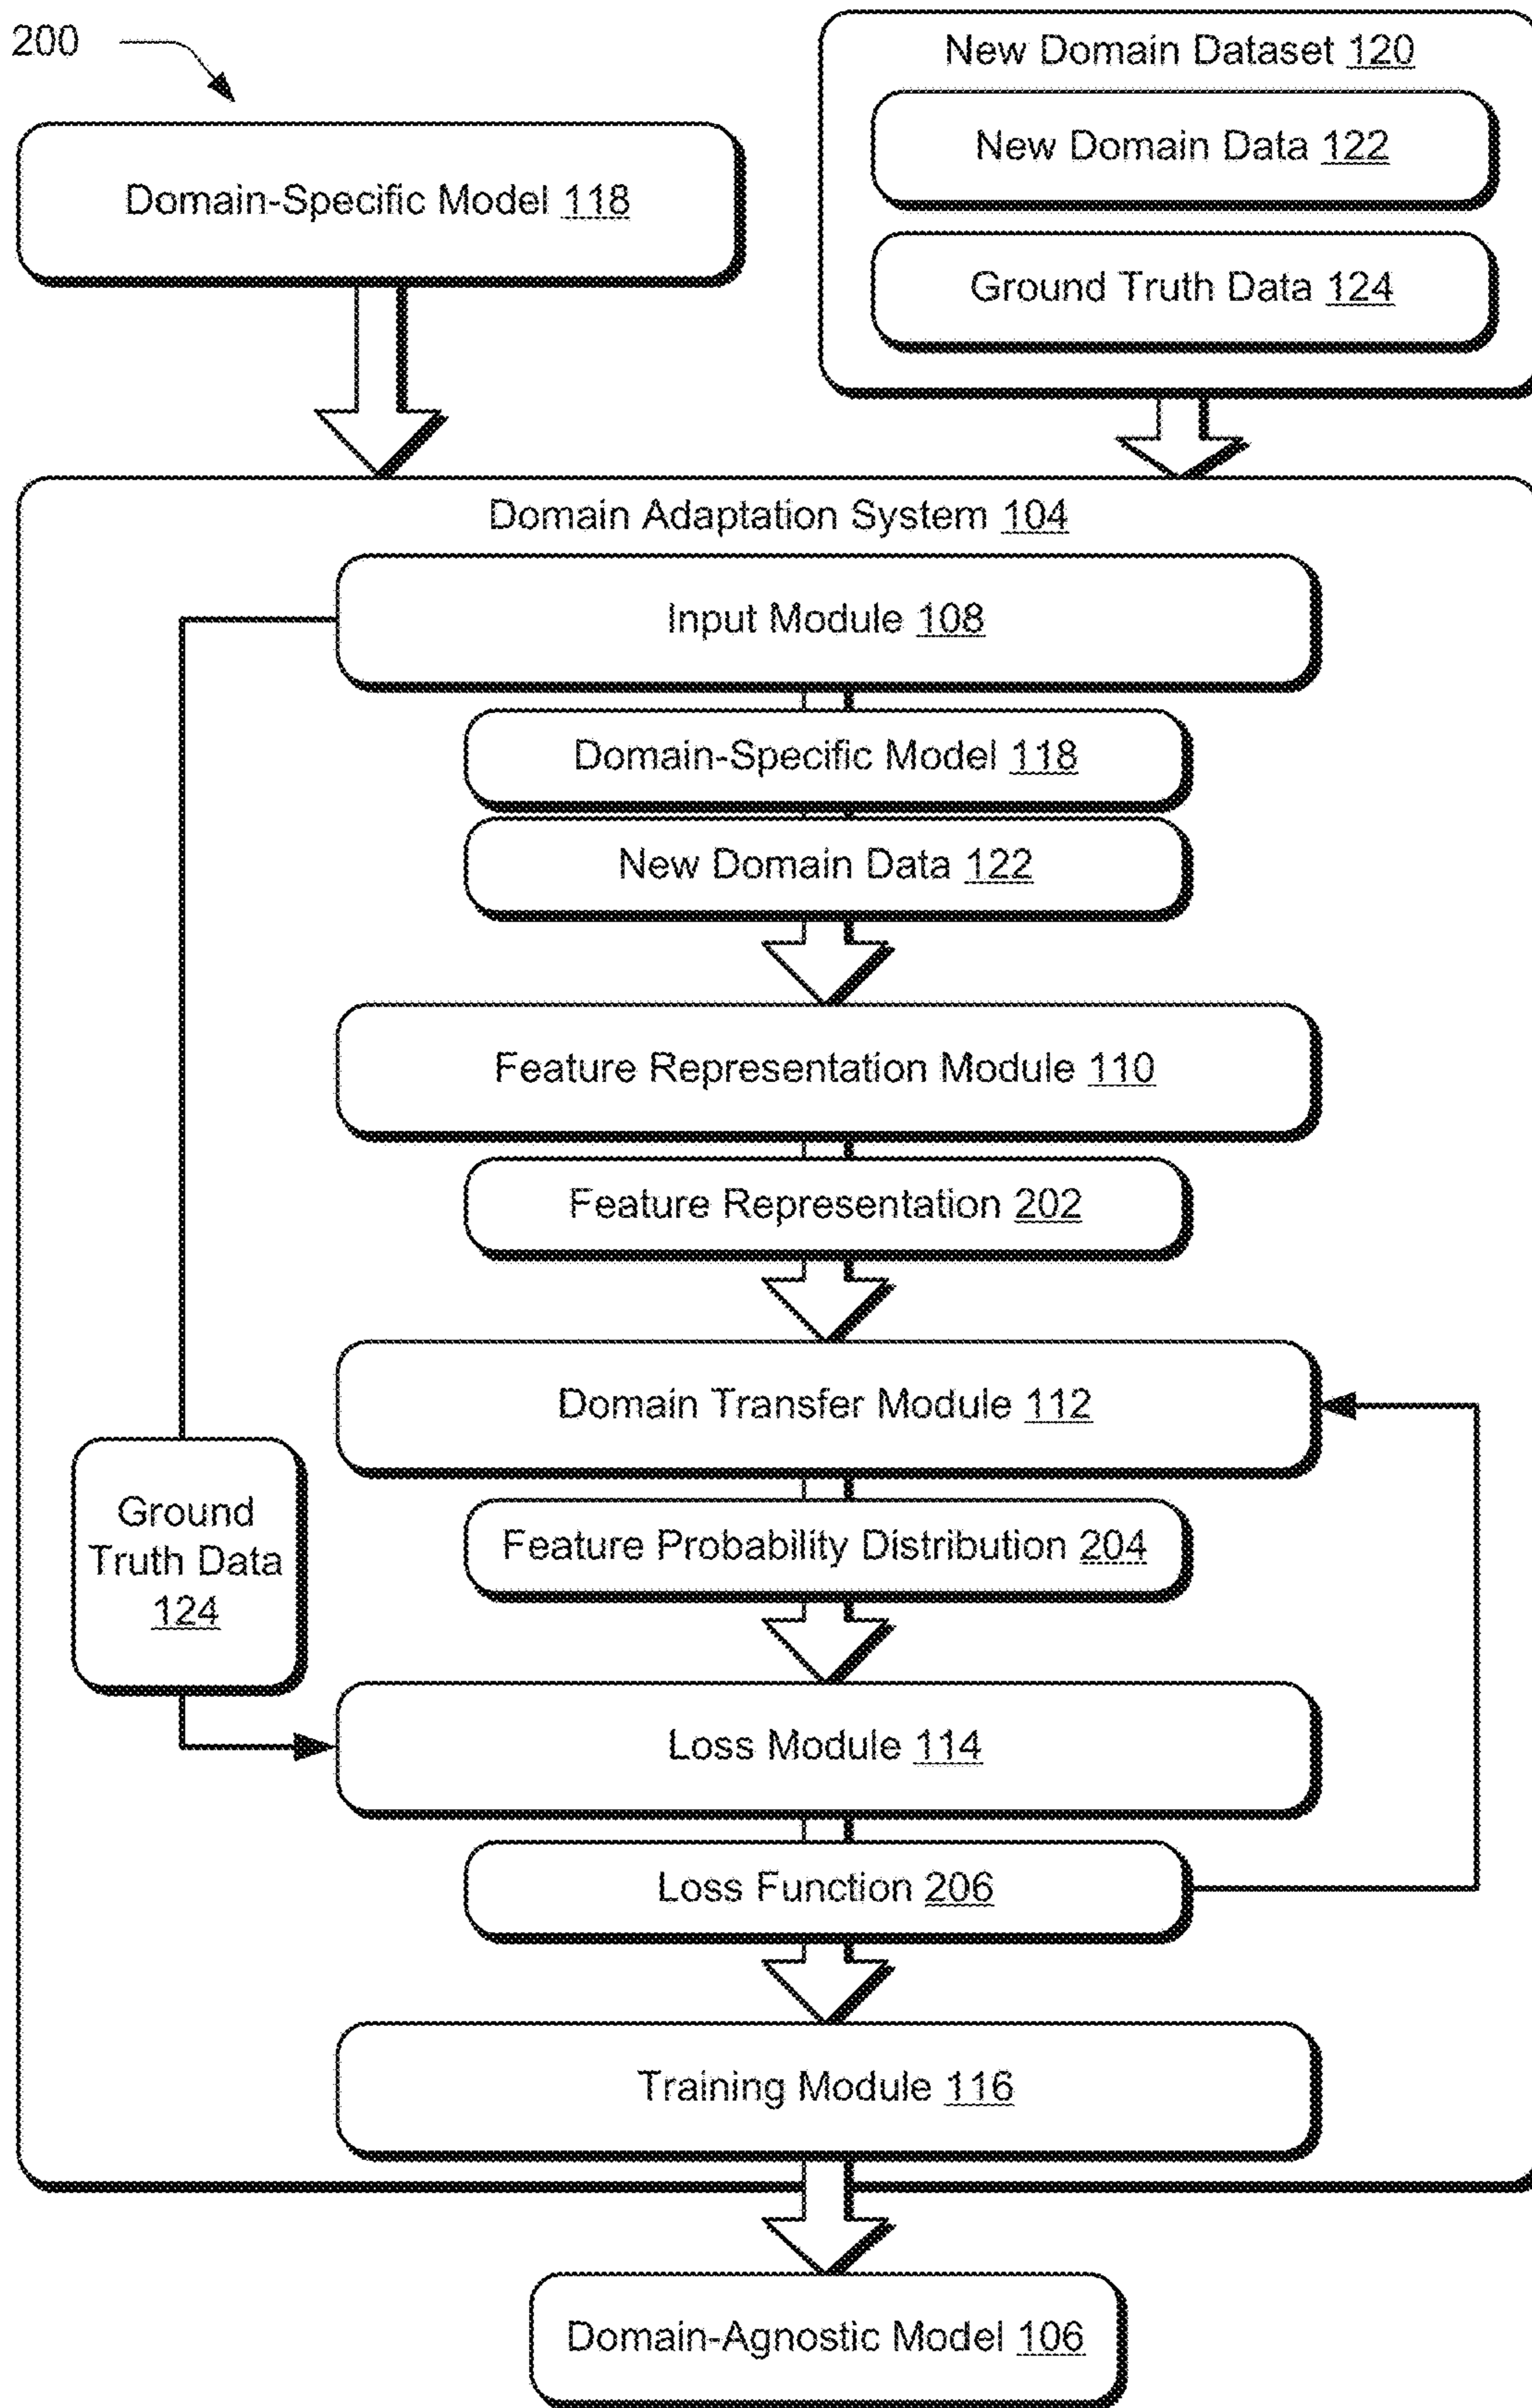 200
New Domain Dataset 120
New Domain Data 122
Domain-Specific Model 118
Ground Truth Data 124
Domain Adaptation System 104
Input Module 108
Domain-Specific Model 118
New Domain Data 122
Feature Representation Module 110
Feature Representation 202
Domain Transfer Module 112
Ground
Truth Data
124
Feature Probability Distribution 204
Loss Module 114
Loss Function 206
Training Module 116
Domain-Agnostic Model 106